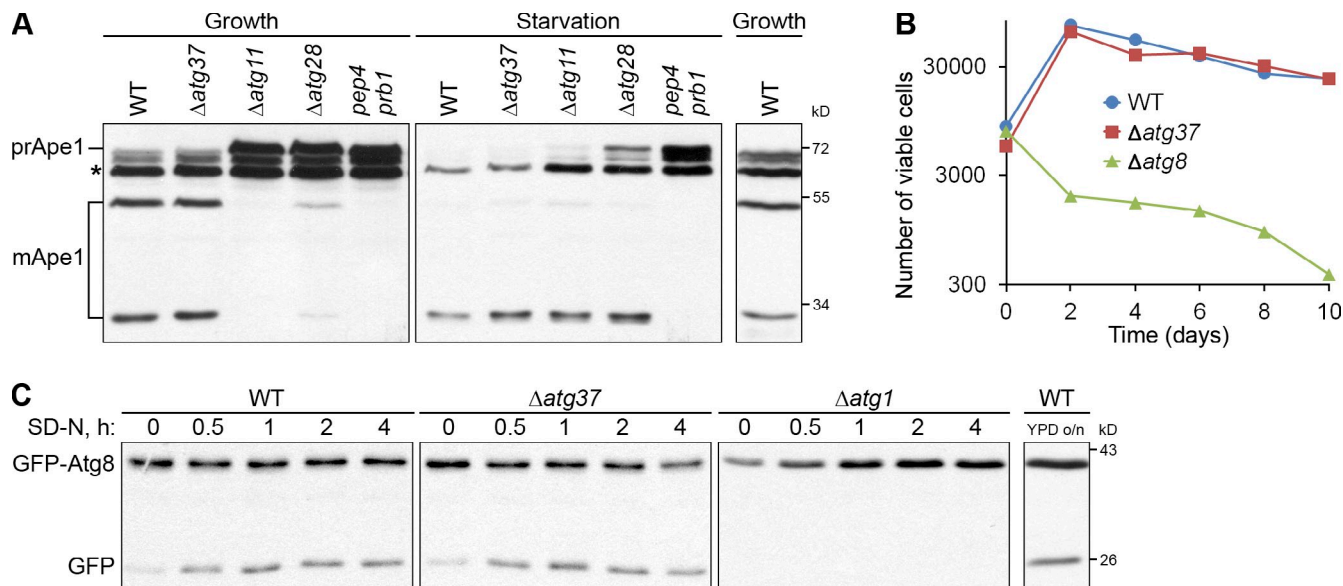 A
Growth
Starvation
Growth
WT
Δatg37
Δatg11
Δatg28
pep4
prb1
WT
Δatg37
Δatg11
Δatg28
pep4
prb1
WT
kD
prApe1
*
mApe1
72
55
34
B
Number of viable cells
30000
3000
300
WT
Δatg37
Δatg8
0 2 4 6 8 10
Time (days)
C
WT
Δatg37
Δatg1
WT
SD-N, h: 0 0.5 1 2 4 0 0.5 1 2 4 0 0.5 1 2 4 YPD o/n kD
GFP-Atg8
43
GFP
26